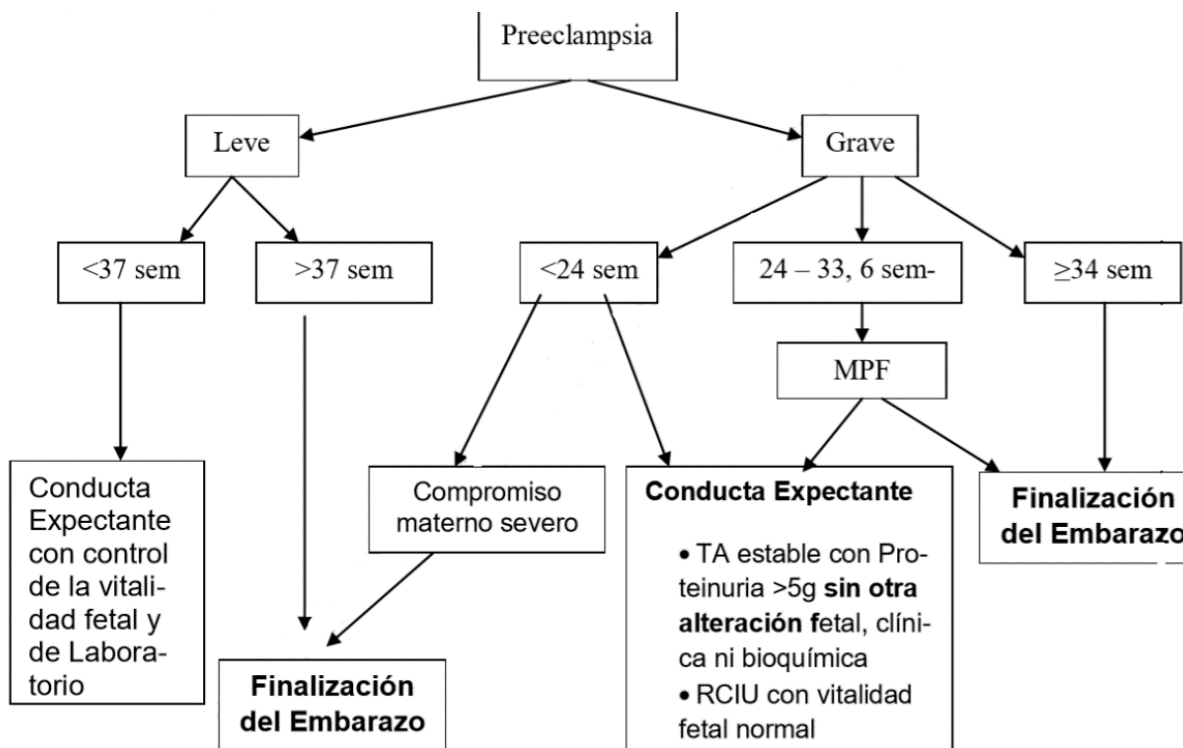 Preeclampsia
Leve
Grave
<37 sem
>37 sem
<24 sem
24 – 33, 6 sem-
≥34 sem
MPF
Conducta
Expectante
con control
de la vitali-
dad fetal y
de Labora-
torio
Compromiso
materno severo
Finalización
del Embarazo
Conducta Expectante
• TA estable con Pro-
teinuria >5g sin otra
alteración fetal, clíni-
ca ni bioquímica
• RCIU con vitalidad
fetal normal
Finalización
del Embarazo